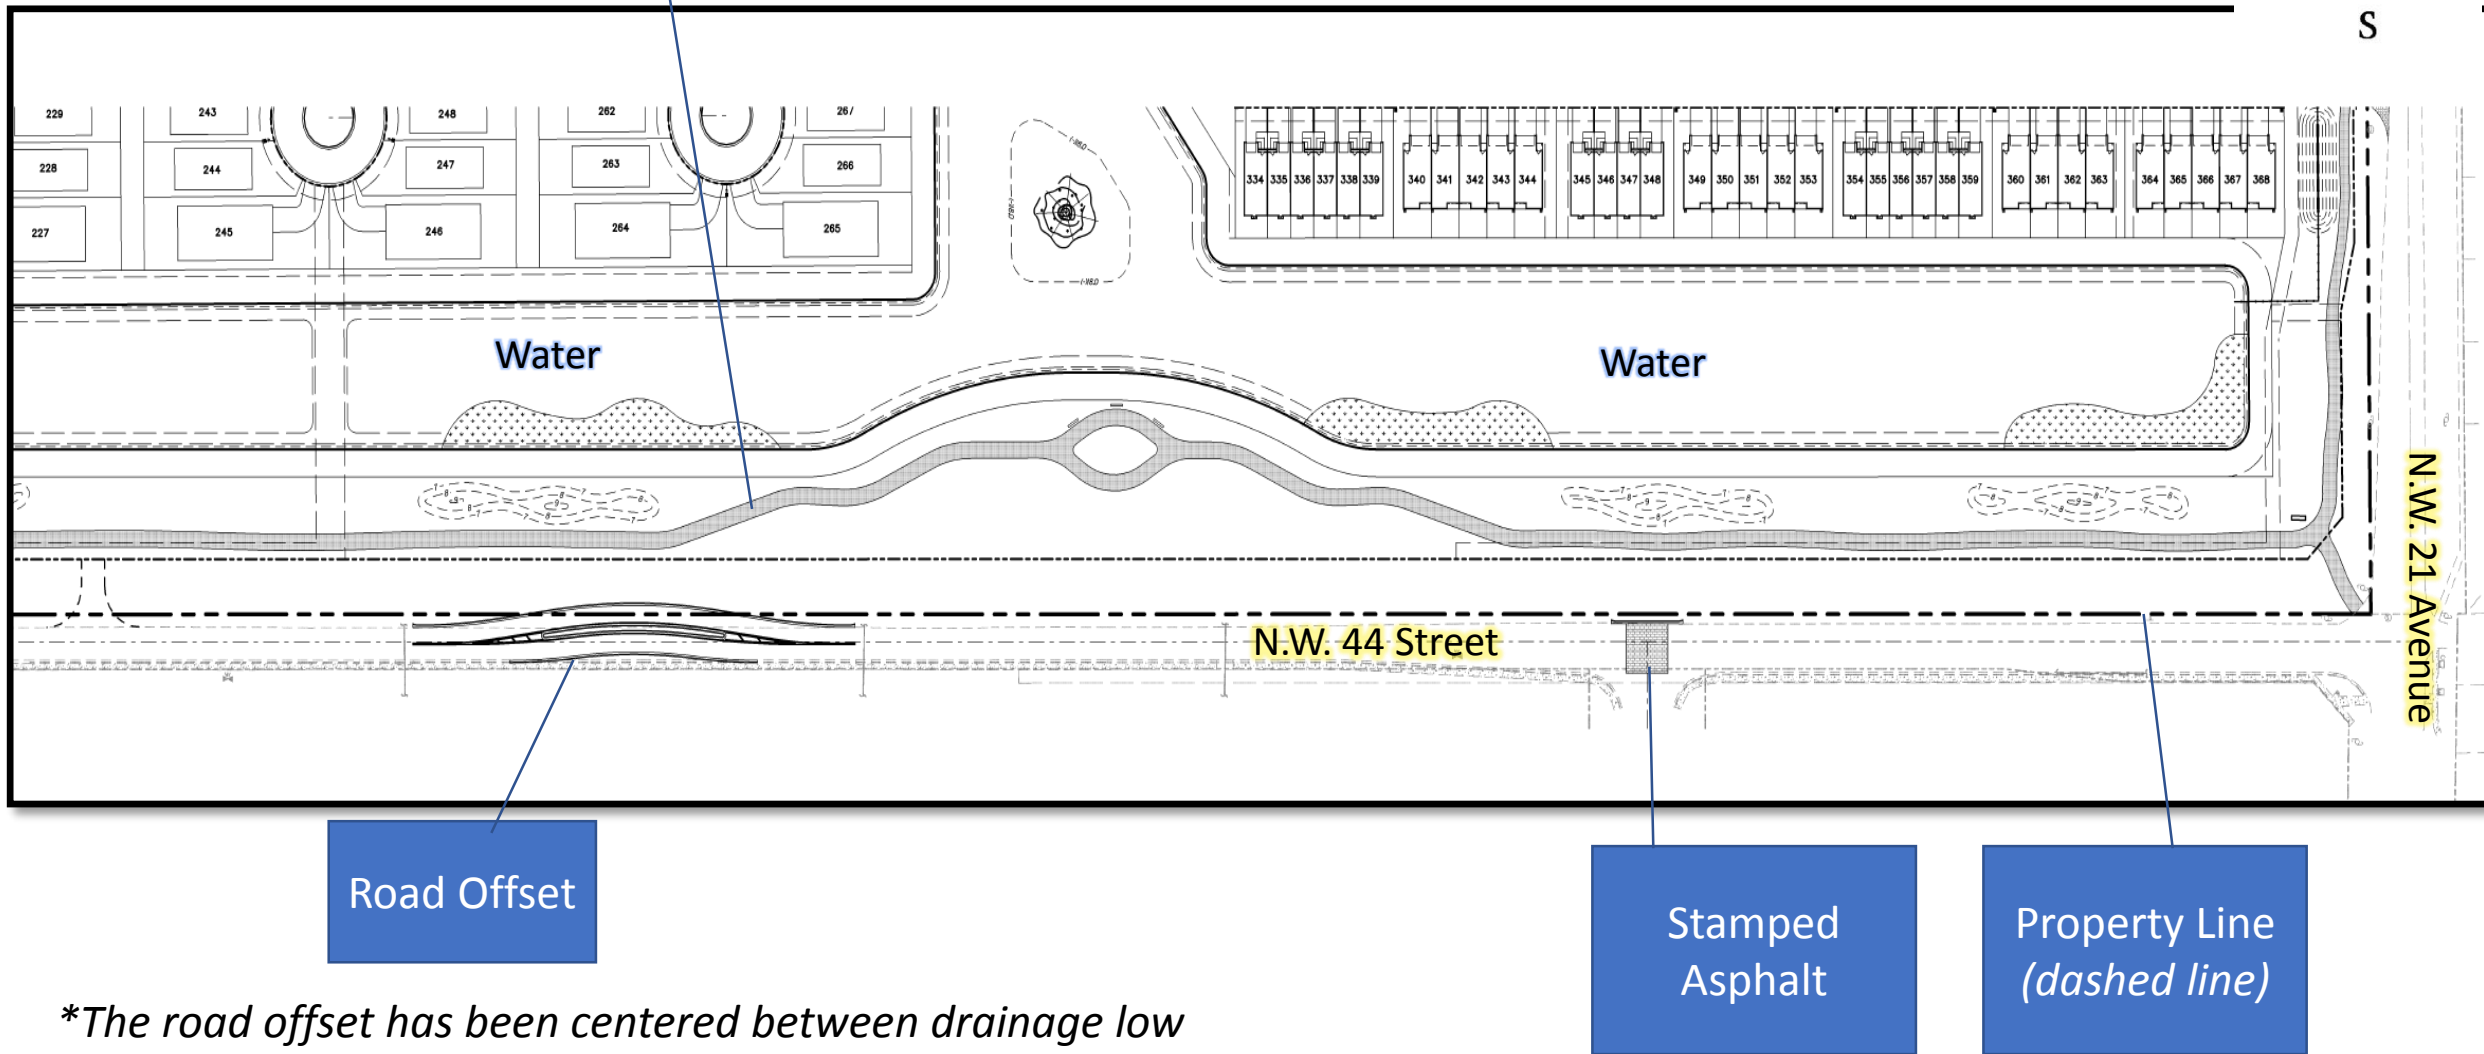 S
229 243 248 262 267
228 244 247 263 266
227 245 246 264 265
334 335 336 337 338 339 340 341 342 343 344 345 346 347 348 349 350 351 352 353 354 355 356 357 358 359 360 361 362 363 364 365 366 367 368
Water
Water
N.W. 21 Avenue
N.W. 44 Street
Road Offset
Stamped
Asphalt
Property Line
(dashed line)
*The road offset has been centered between drainage low